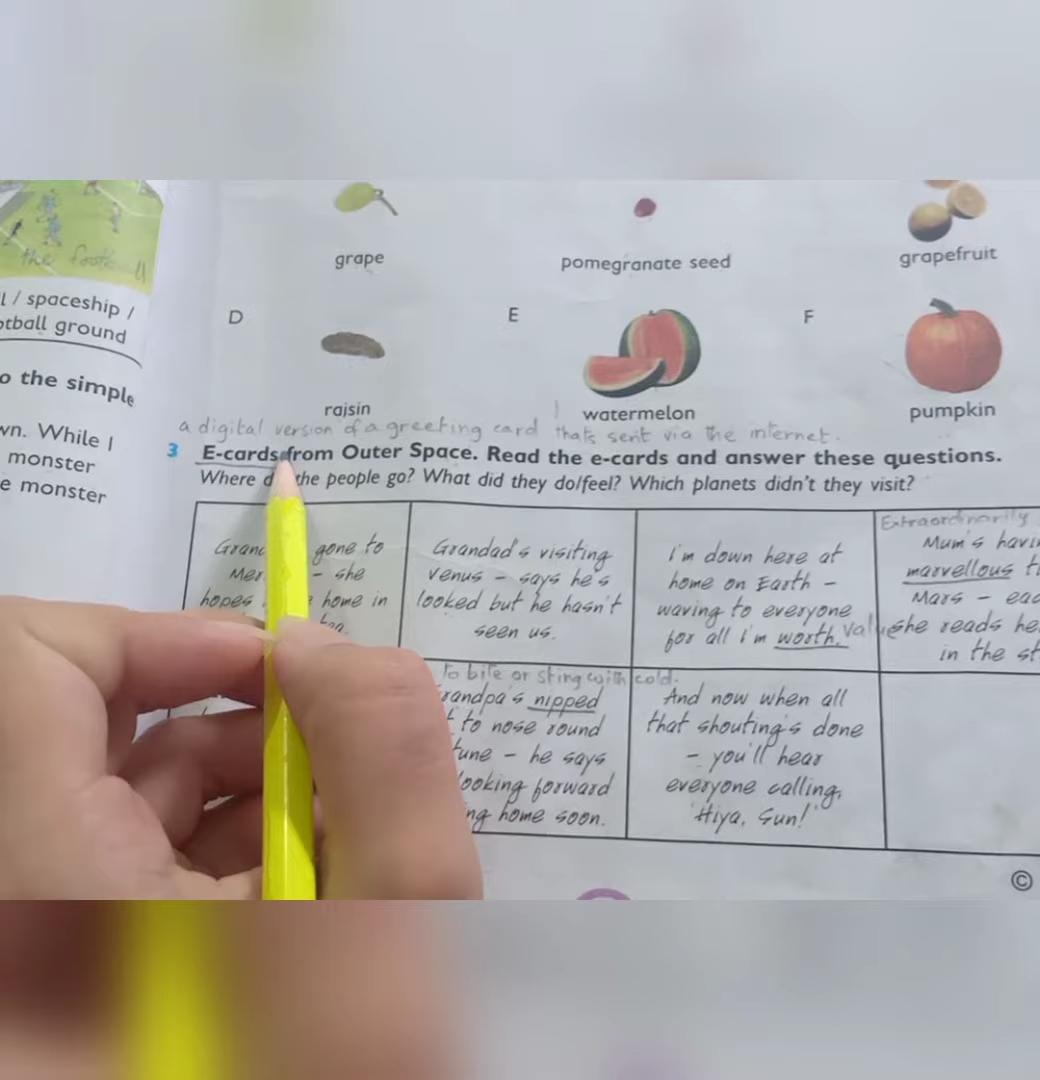 the football
l / spaceship /
otball ground
o the simple
wn. While I
monster
e monster
grape
pomegranate seed
grapefruit
D
E
F
raisin
watermelon
pumpkin
a digital version of a greeting card that's sent via the internet.
3 E-cards from Outer Space. Read the e-cards and answer these questions.
Where d the people go? What did they do/feel? Which planets didn't they visit?
gone to
– she
hopes home in
Grandad's visiting
Venus – says he's
looked but he hasn't
seen us.
I'm down here at
home on Earth –
waving to everyone
for all I'm worth. value
Extraordinarily
Mum's havi
marvellous t
Mars – eac
she reads he
in the st
to bite or sting with cold.
randpa's nipped
to nose round
tune – he says
looking forward
ng home soon.
And now when all
that shouting's done
– you'll hear
everyone calling,
'Hiya, Sun!'
©